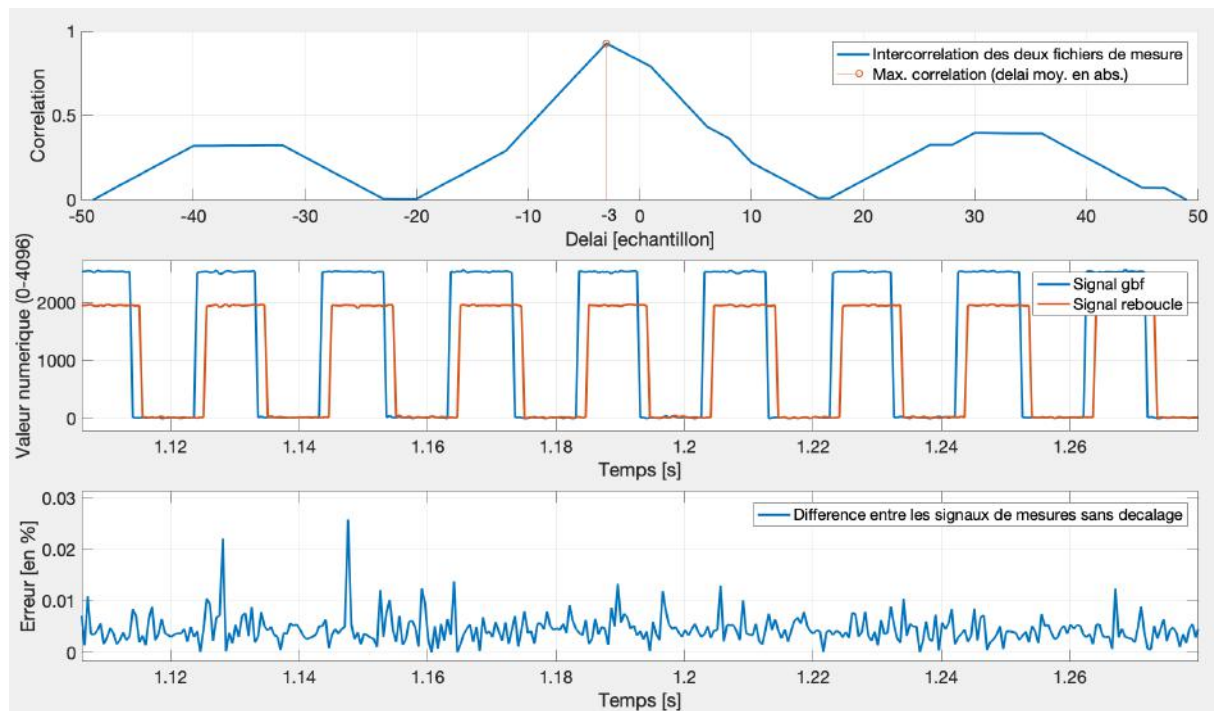 1
0.5
0
Correlation
Intercorrelation des deux fichiers de mesure
Max. correlation (delai moy. en abs.)
-50 -40 -30 -20 -10 -3 0 10 20 30 40 50
Delai [echantillon]
Valeur numerique (0-4096)
2000
1000
0
Signal gbf
Signal reboucle
1.12 1.14 1.16 1.18 1.2 1.22 1.24 1.26
Temps [s]
Erreur [en %]
0.03
0.02
0.01
0
Difference entre les signaux de mesures sans decalage
1.12 1.14 1.16 1.18 1.2 1.22 1.24 1.26
Temps [s]